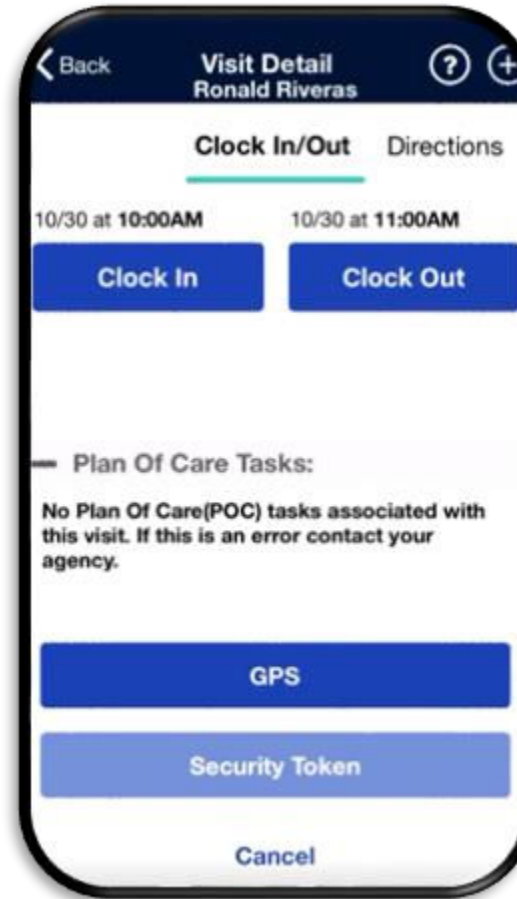 Back
Visit Detail
Ronald Riveras
?
Clock In/Out
Directions
10/30 at 10:00AM
10/30 at 11:00AM
Clock In
Clock Out
Plan Of Care Tasks:
No Plan Of Care(POC) tasks associated with
this visit. If this is an error contact your
agency.
GPS
Security Token
Cancel